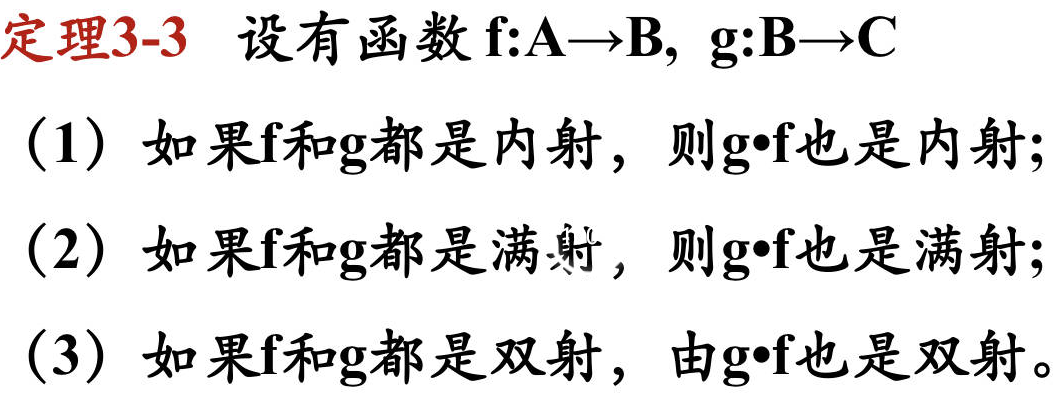 定理3-3 设有函数 f:A→B, g:B→C
（1）如果f和g都是内射，则g•f也是内射;
（2）如果f和g都是满射，则g•f也是满射;
（3）如果f和g都是双射，由g•f也是双射。